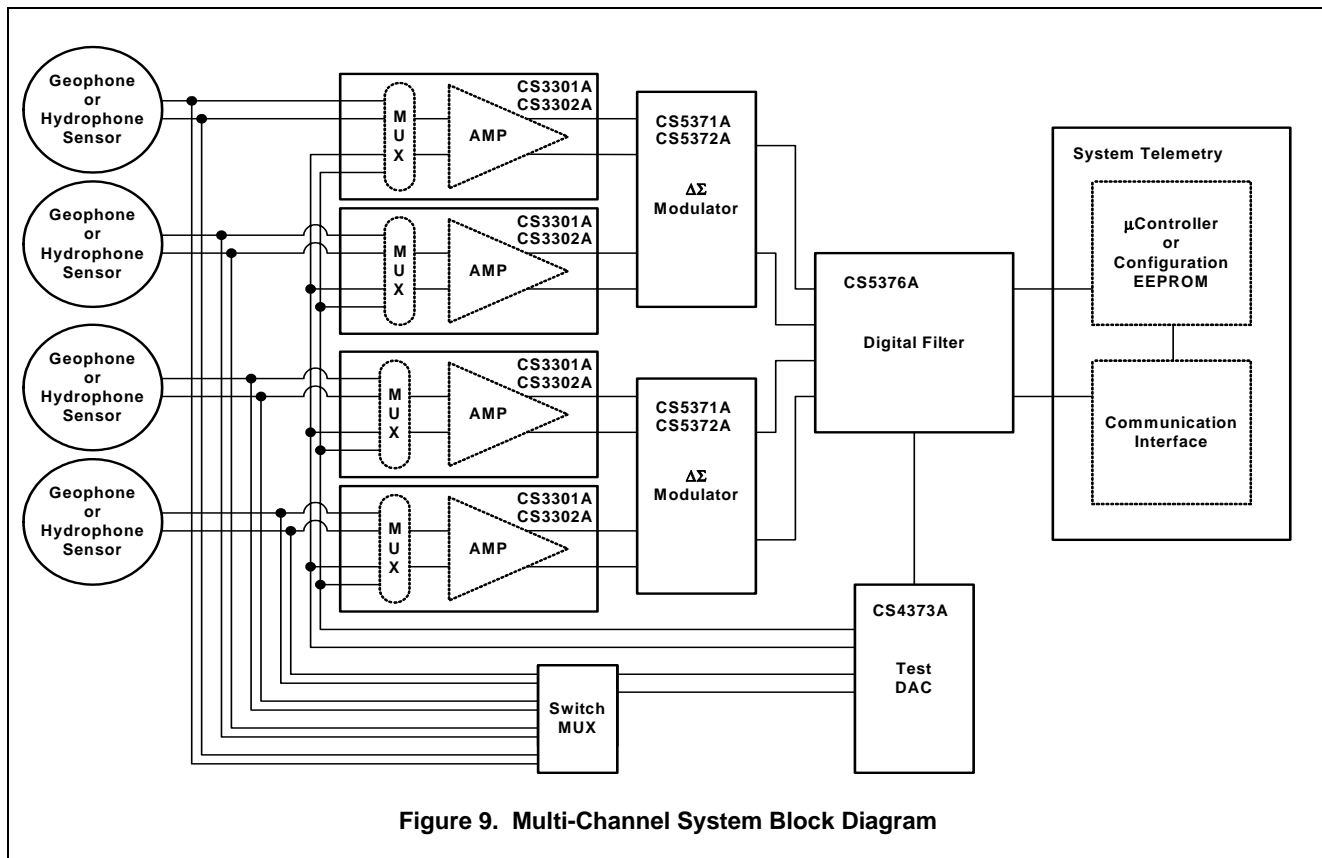 Geophone
or
Hydrophone
Sensor
Geophone
or
Hydrophone
Sensor
Geophone
or
Hydrophone
Sensor
Geophone
or
Hydrophone
Sensor
CS3301A
CS3302A
M
U
X
AMP
CS3301A
CS3302A
M
U
X
AMP
CS3301A
CS3302A
M
U
X
AMP
CS3301A
CS3302A
M
U
X
AMP
CS5371A
CS5372A
ΔΣ
Modulator
CS5371A
CS5372A
ΔΣ
Modulator
CS5376A
Digital Filter
System Telemetry
μController
or
Configuration
EEPROM
Communication
Interface
Switch
MUX
CS4373A
Test
DAC
Figure 9. Multi-Channel System Block Diagram